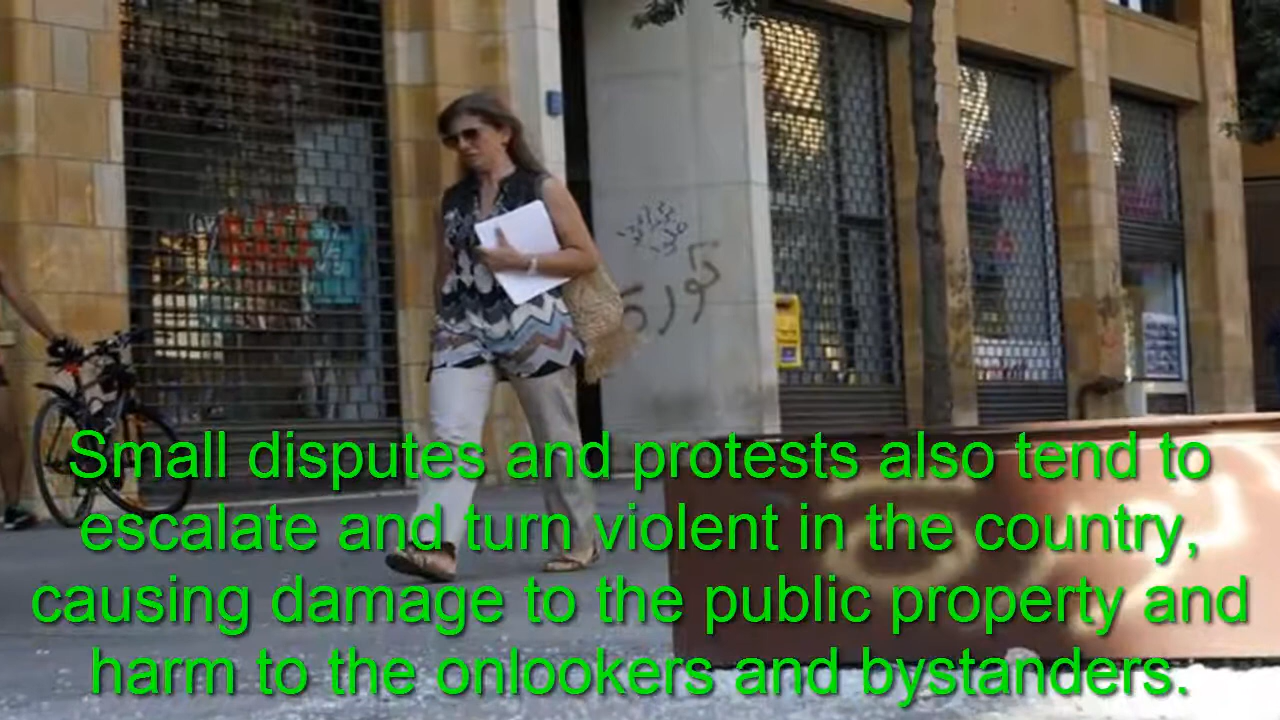 ثورة
Small disputes and protests also tend to
escalate and turn violent in the country,
causing damage to the public property and
harm to the onlookers and bystanders.